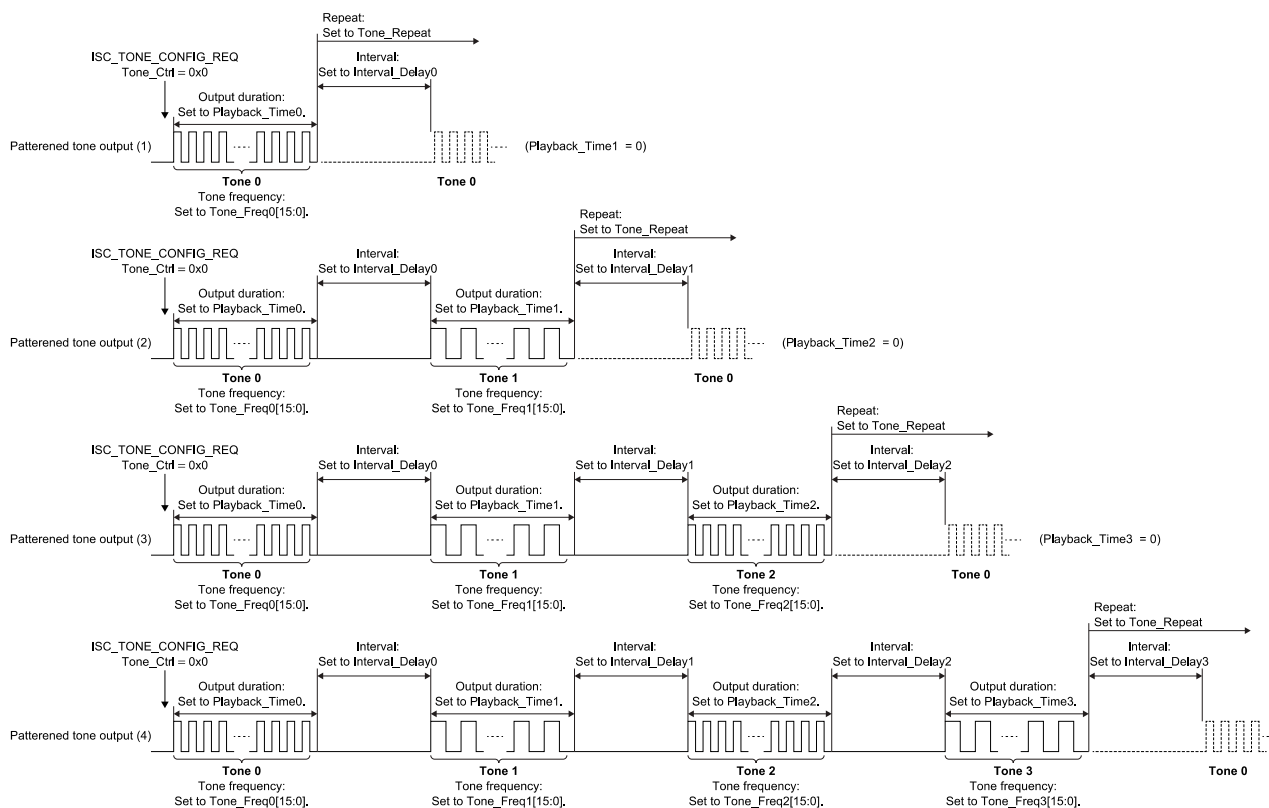 Repeat:
Set to Tone_Repeat
ISC_TONE_CONFIG_REQ
Tone_Ctrl = 0x0
Interval:
Set to Interval_Delay0
Output duration:
Set to Playback_Time0.
Patterened tone output (1)
(Playback_Time1 = 0)
Tone 0
Tone 0
Tone frequency:
Set to Tone_Freq0[15:0].
Repeat:
Set to Tone_Repeat
ISC_TONE_CONFIG_REQ
Tone_Ctrl = 0x0
Interval:
Set to Interval_Delay0
Interval:
Set to Interval_Delay1
Output duration:
Set to Playback_Time0.
Output duration:
Set to Playback_Time1.
Patterened tone output (2)
(Playback_Time2 = 0)
Tone 0
Tone 1
Tone 0
Tone frequency:
Set to Tone_Freq0[15:0].
Tone frequency:
Set to Tone_Freq1[15:0].
Repeat:
Set to Tone_Repeat
ISC_TONE_CONFIG_REQ
Tone_Ctrl = 0x0
Interval:
Set to Interval_Delay0
Interval:
Set to Interval_Delay1
Interval:
Set to Interval_Delay2
Output duration:
Set to Playback_Time0.
Output duration:
Set to Playback_Time1.
Output duration:
Set to Playback_Time2.
Patterened tone output (3)
(Playback_Time3 = 0)
Tone 0
Tone 1
Tone 2
Tone 0
Tone frequency:
Set to Tone_Freq0[15:0].
Tone frequency:
Set to Tone_Freq1[15:0].
Tone frequency:
Set to Tone_Freq2[15:0].
Repeat:
Set to Tone_Repeat
ISC_TONE_CONFIG_REQ
Tone_Ctrl = 0x0
Interval:
Set to Interval_Delay0
Interval:
Set to Interval_Delay1
Interval:
Set to Interval_Delay2
Interval:
Set to Interval_Delay3
Output duration:
Set to Playback_Time0.
Output duration:
Set to Playback_Time1.
Output duration:
Set to Playback_Time2.
Output duration:
Set to Playback_Time3.
Patterened tone output (4)
Tone 0
Tone 1
Tone 2
Tone 3
Tone 0
Tone frequency:
Set to Tone_Freq0[15:0].
Tone frequency:
Set to Tone_Freq1[15:0].
Tone frequency:
Set to Tone_Freq2[15:0].
Tone frequency:
Set to Tone_Freq3[15:0].